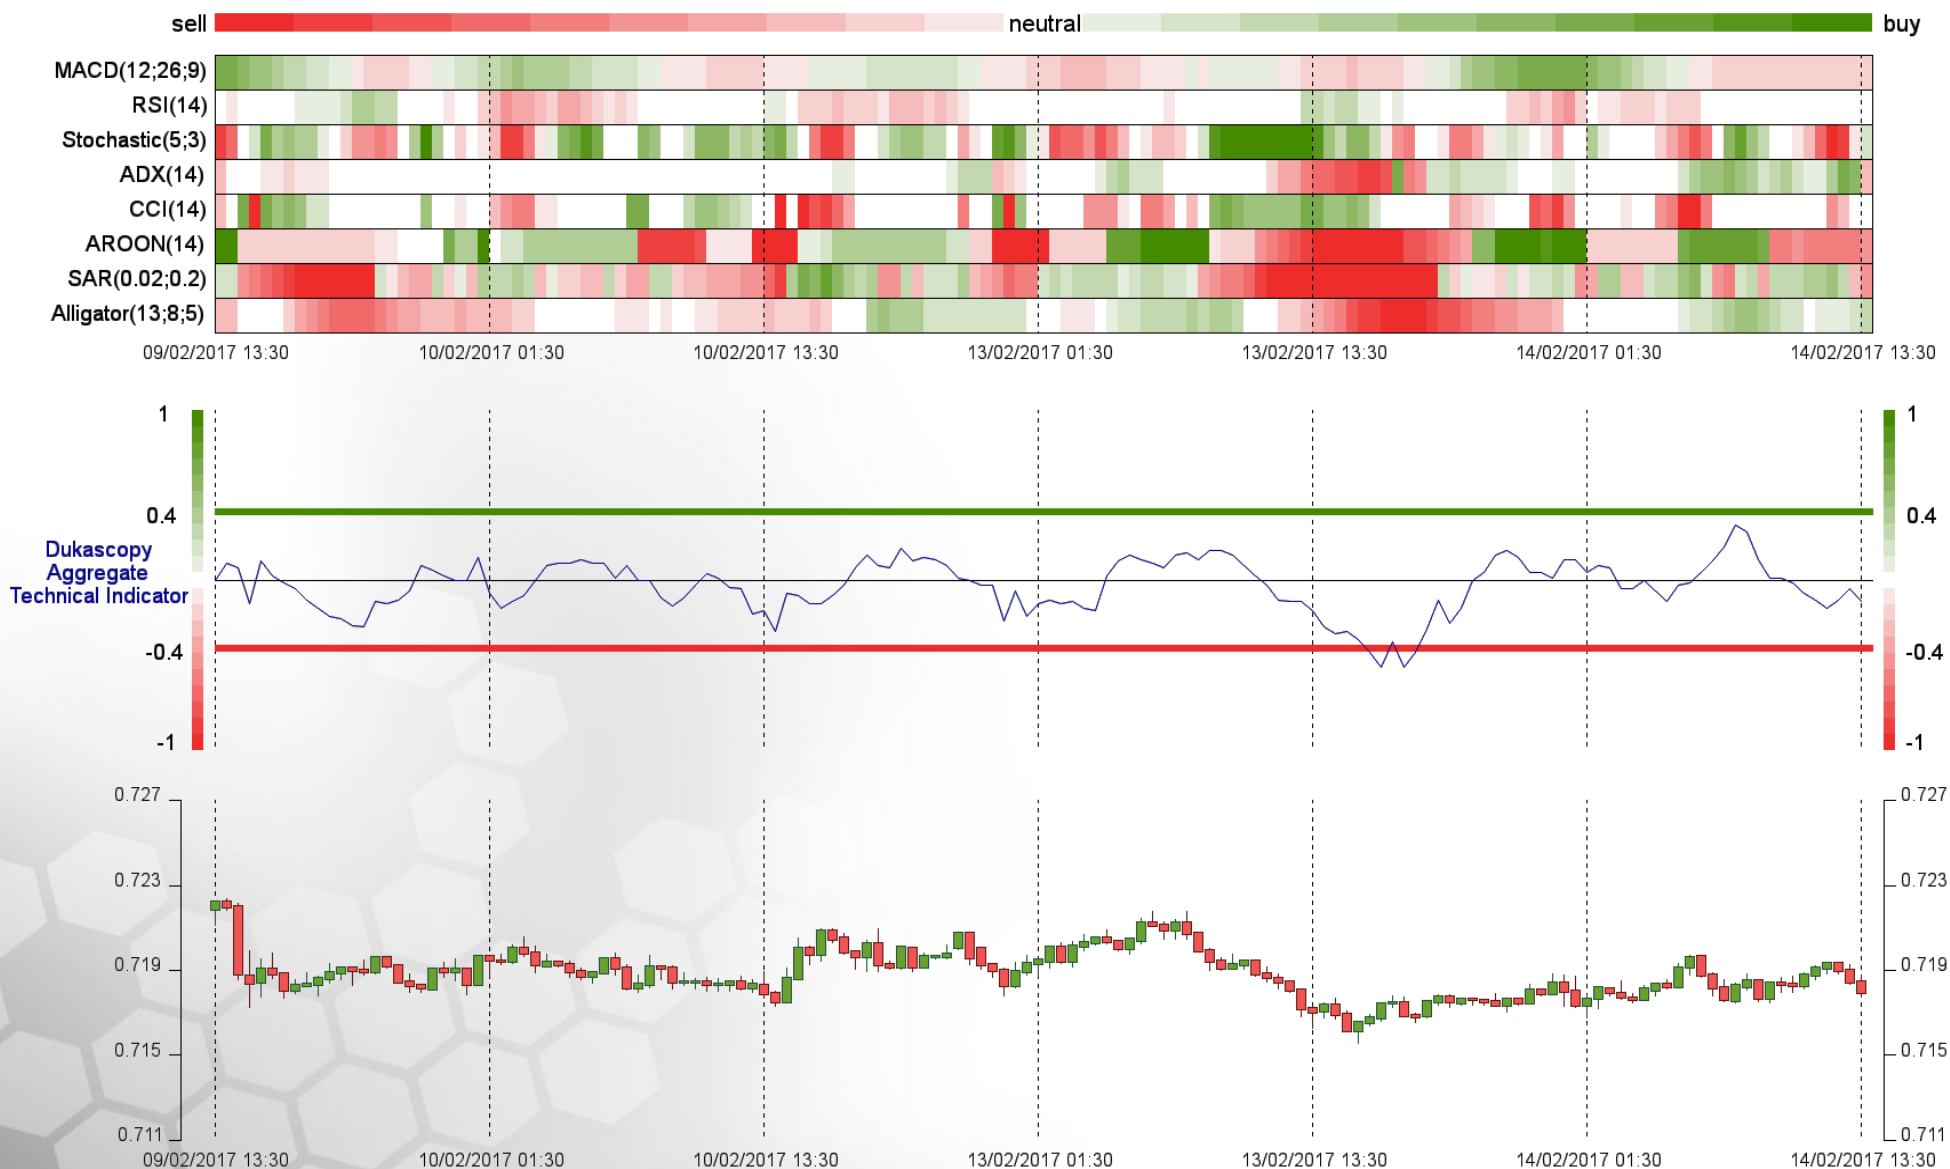 sell neutral buy
MACD(12;26;9)
RSI(14)
Stochastic(5;3)
ADX(14)
CCI(14)
AROON(14)
SAR(0.02;0.2)
Alligator(13;8;5)
09/02/2017 13:30 10/02/2017 01:30 10/02/2017 13:30 13/02/2017 01:30 13/02/2017 13:30 14/02/2017 01:30 14/02/2017 13:30
1 1
0.4 0.4
Dukascopy
Aggregate
Technical Indicator
-0.4 -0.4
-1 -1
0.727 0.727
0.723 0.723
0.719 0.719
0.715 0.715
0.711 0.711
09/02/2017 13:30 10/02/2017 01:30 10/02/2017 13:30 13/02/2017 01:30 13/02/2017 13:30 14/02/2017 01:30 14/02/2017 13:30